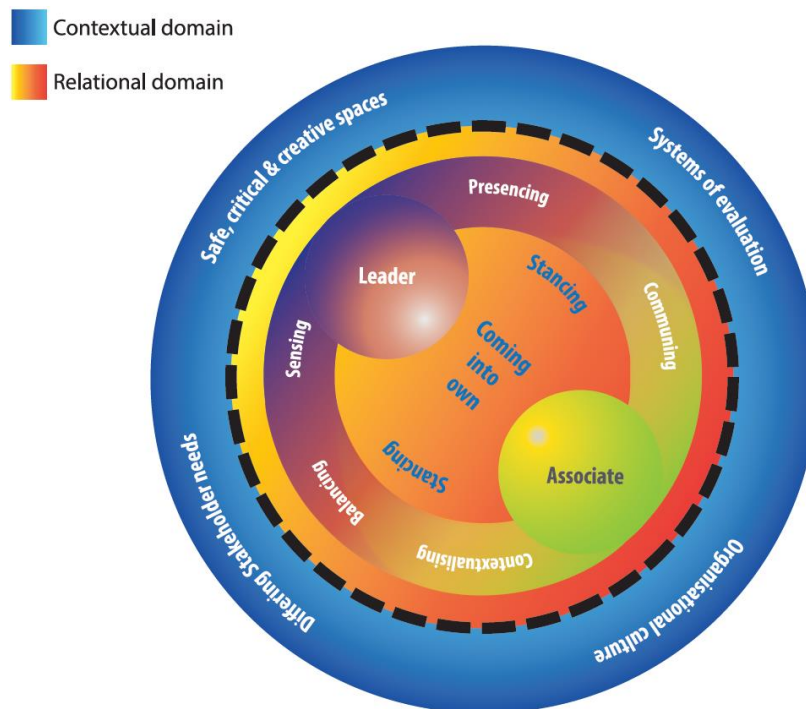 Contextual domain
Relational domain
Safe, critical & creative spaces
Systems of evaluation
Presencing
Leader
Stancing
Communing
Sensing
Coming
into
own
Stancing
Associate
Balancing
Contextualising
Differing Stakeholder needs
Organisational culture